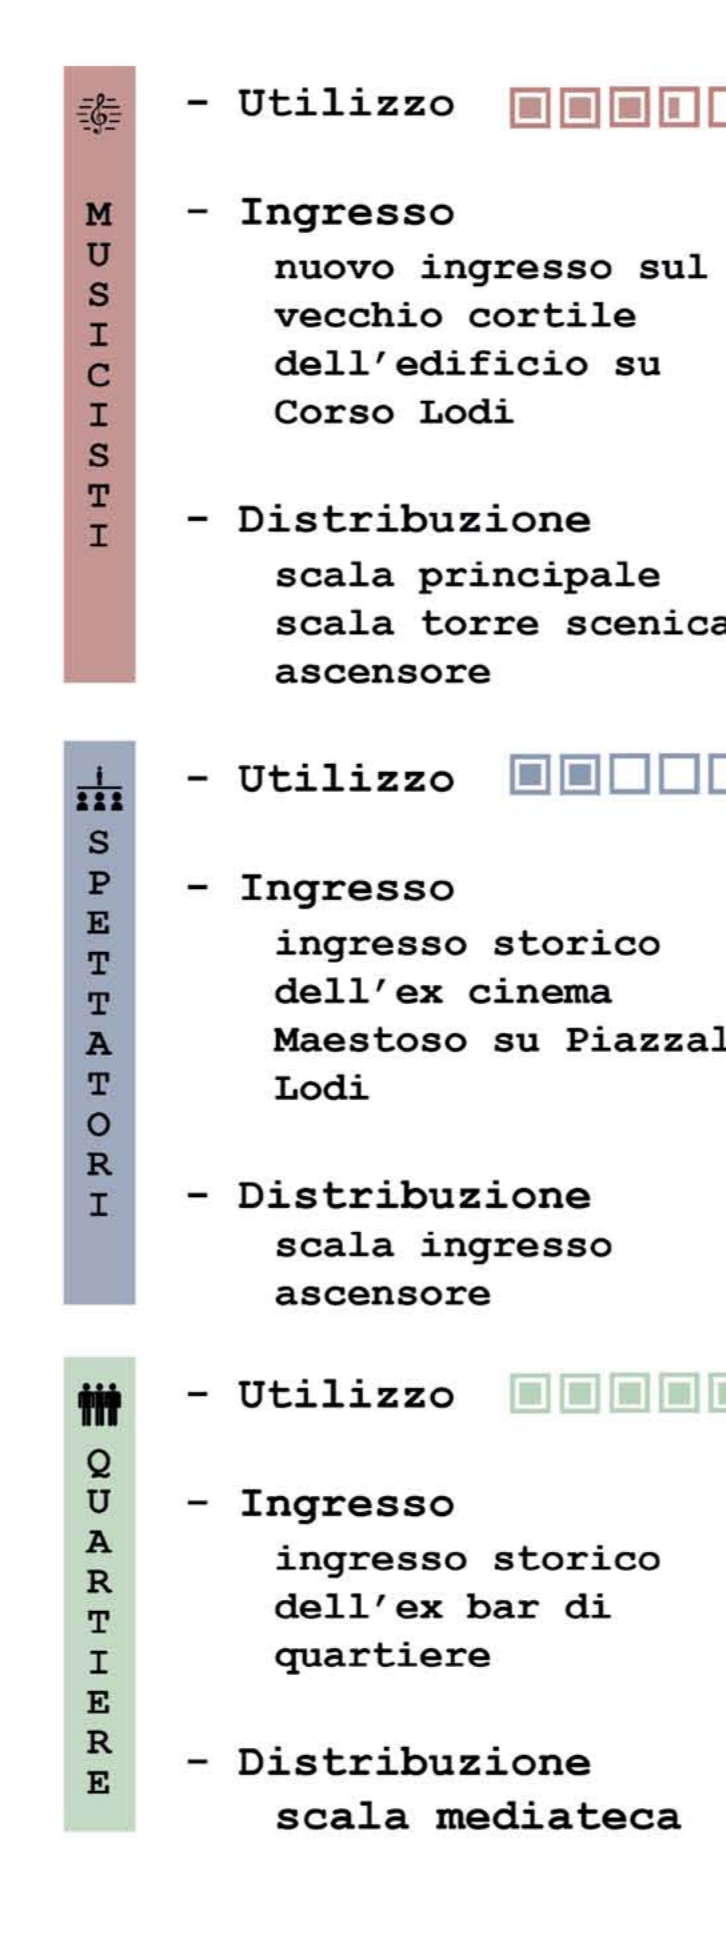 MUSICISTI
- Utilizzo
- Ingresso
nuovo ingresso sul
vecchio cortile
dell'edificio su
Corso Lodi
- Distribuzione
scala principale
scala torre scenica
ascensore
SPETTATORI
- Utilizzo
- Ingresso
ingresso storico
dell'ex cinema
Maestoso su Piazzal
Lodi
- Distribuzione
scala ingresso
ascensore
QUARTIERE
- Utilizzo
- Ingresso
ingresso storico
dell'ex bar di
quartiere
- Distribuzione
scala mediateca